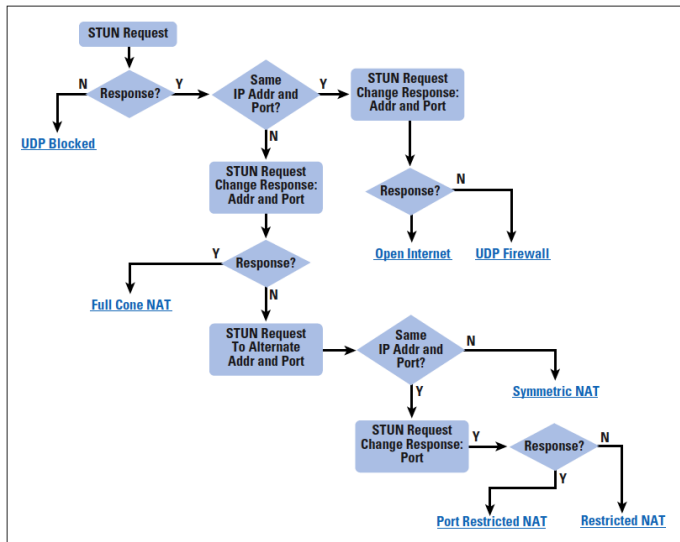 STUN Request
N
Response?
Y
Same
IP Addr and
Port?
Y
STUN Request
Change Response:
Addr and Port
UDP Blocked
N
STUN Request
Change Response:
Addr and Port
Response?
N
Open Internet
UDP Firewall
Y
Response?
Full Cone NAT
N
STUN Request
To Alternate
Addr and Port
Same
IP Addr and
Port?
N
Symmetric NAT
Y
STUN Request
Change Response:
Port
Y
Response?
N
Y
Port Restricted NAT
Restricted NAT